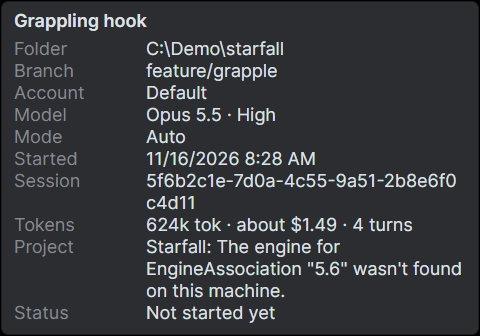 Grappling hook
Folder C:\Demo\starfall
Branch feature/grapple
Account Default
Model Opus 5.5 · High
Mode Auto
Started 11/16/2026 8:28 AM
Session 5f6b2c1e-7d0a-4c55-9a51-2b8e6f0
c4d11
Tokens 624k tok · about $1.49 · 4 turns
Project Starfall: The engine for
EngineAssociation "5.6" wasn't found
on this machine.
Status Not started yet